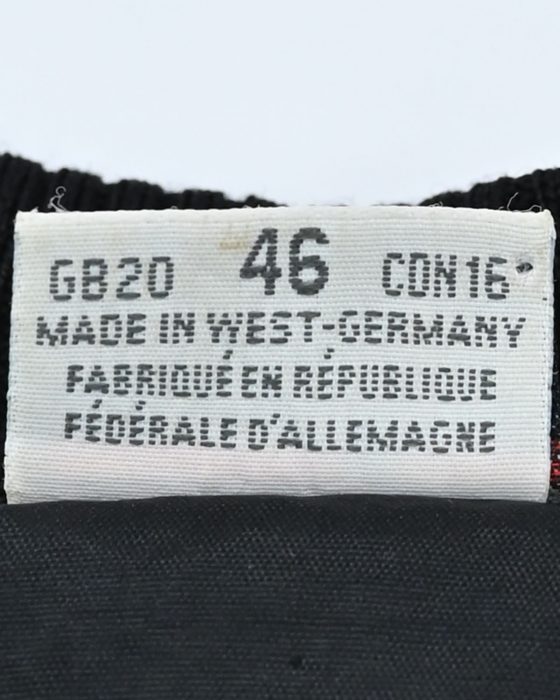 GB20 46 CON16
MADE IN WEST-GERMANY
FABRIQUÉ EN RÉPUBLIQUE
FÉDÉRALE D'ALLEMAGNE